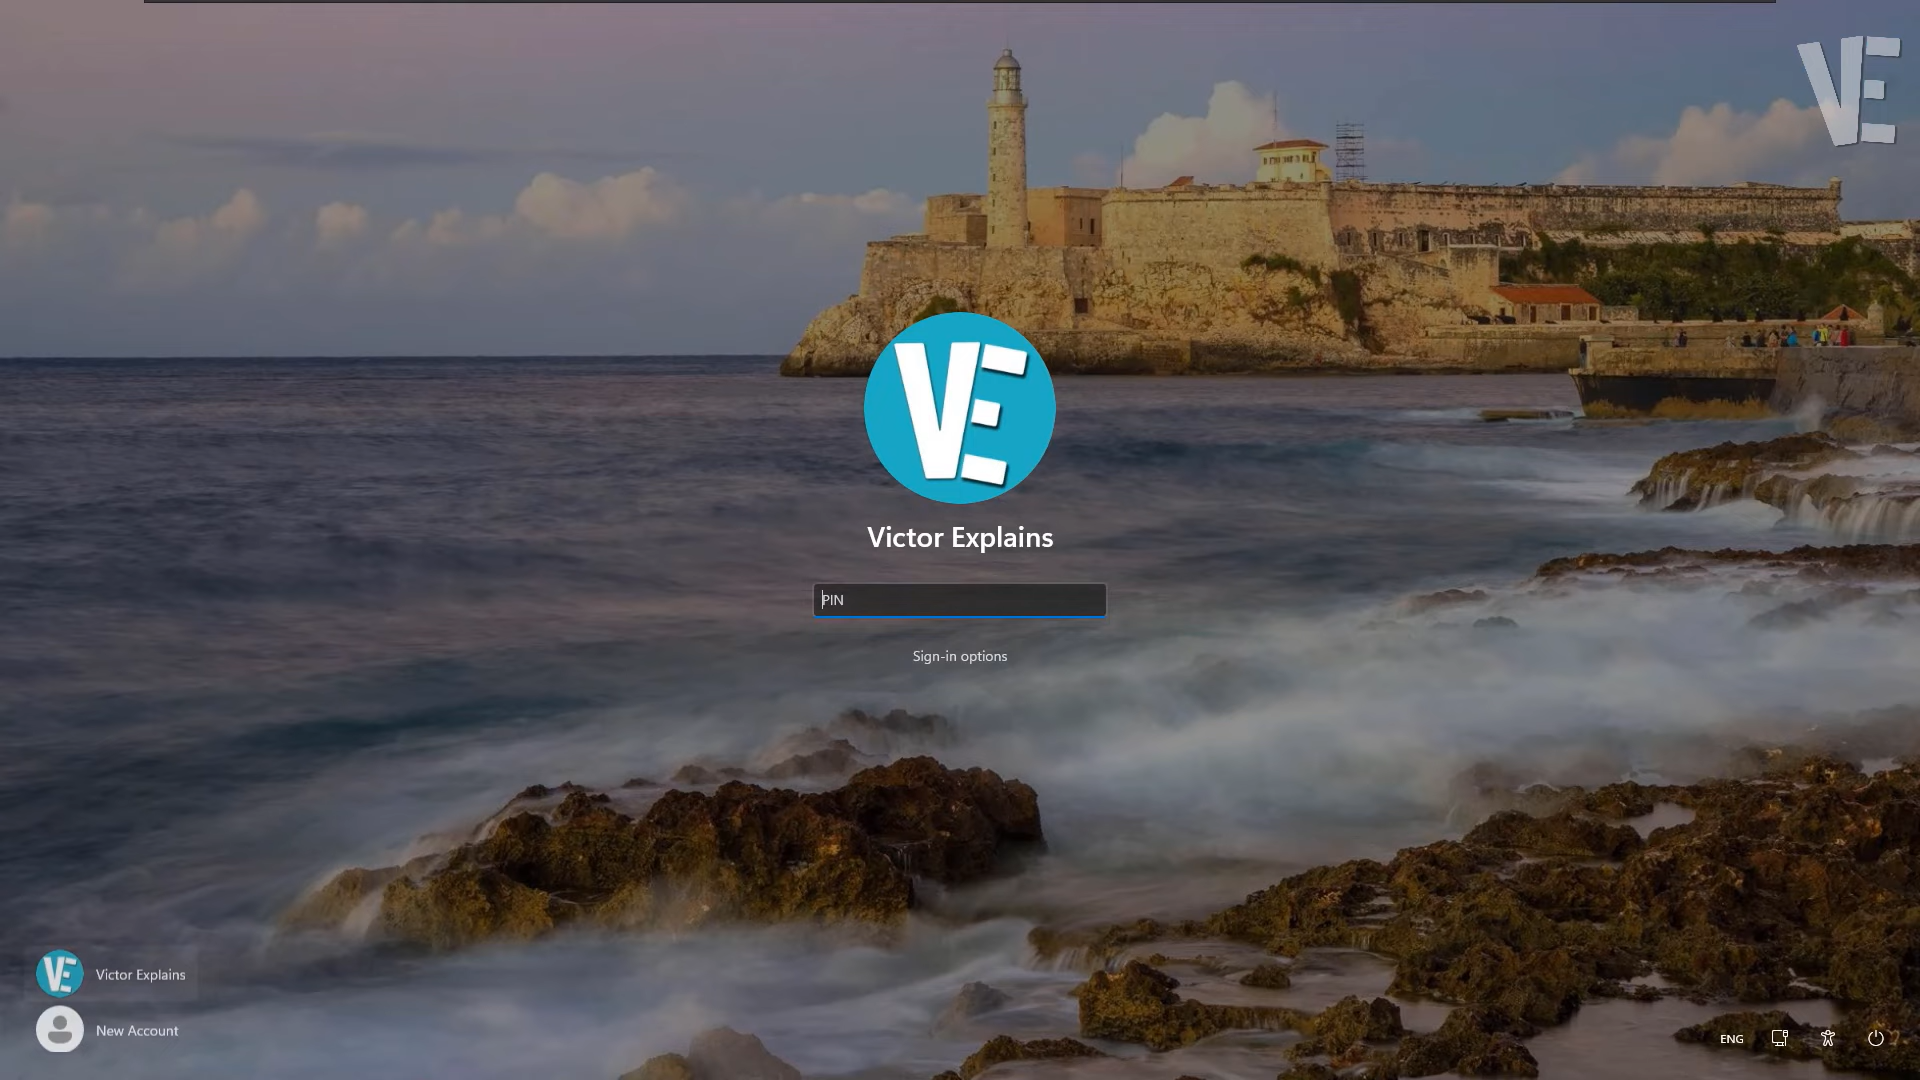 VE
VE
Victor Explains
PIN
Sign-in options
VE
Victor Explains
New Account
ENG